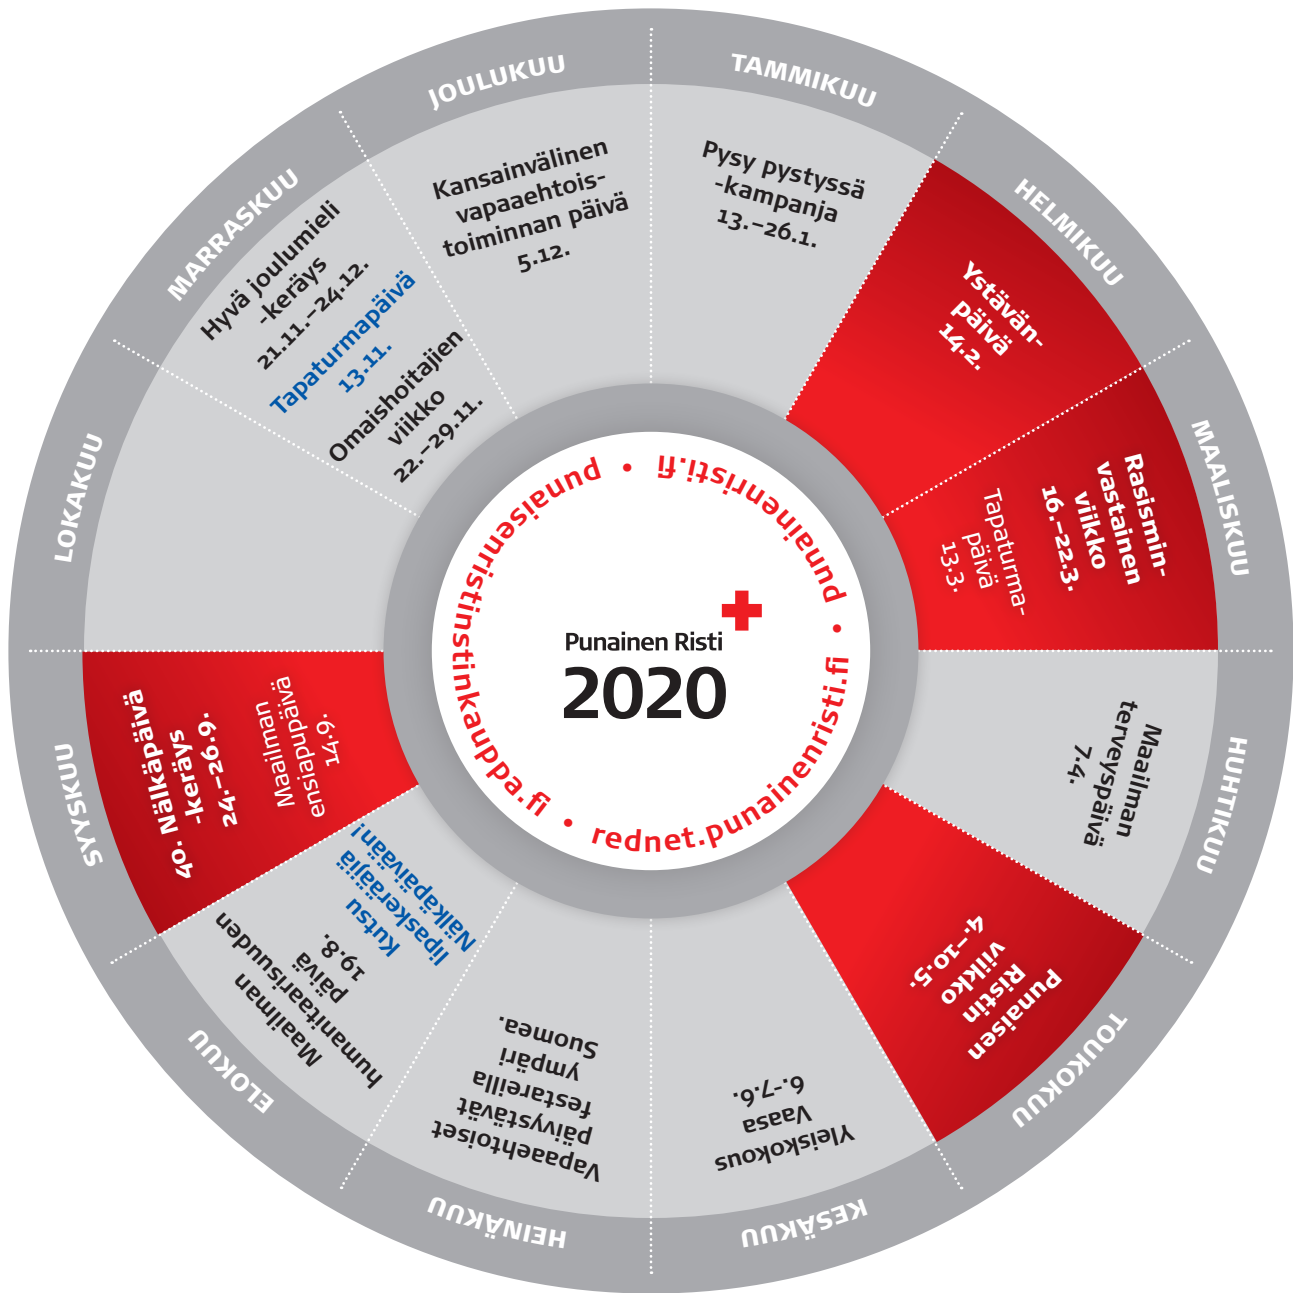 TAMMIKUU
Pysy pystyssä
-kampanja
13.–26.1.
HELMIKUU
Ystävän-
päivä
14.2.
MAALISKUU
Rasismin-
vastainen
viikko
16.–22.3.
Tapaturma-
päivä
13.3.
HUHTIKUU
Maailman
terveyspäivä
7.4.
TOUKOKUU
Punaisen
Ristin
viikko
4.–10.5.
KESÄKUU
Yleiskokous
Vaasa
6.-7.6.
HEINÄKUU
Vapaaehtoiset
päivystävät
festareilla
ympäri
Suomea.
ELOKUU
Maailman
humanitaarisuuden
päivä
19.8.
Kutsu
lipaskerääjiä
Nälkäpäivään!
SYYSKUU
40. Nälkäpäivä
-keräys
24.–26.9.
Maailman
ensiapupäivä
14.9.
LOKAKUU
MARRASKUU
Hyvä joulumieli
-keräys
21.11.–24.12.
Tapaturmapäivä
13.11.
Omaishoitajien
viikko
22.–29.11.
JOULUKUU
Kansainvälinen
vapaaehtois-
toiminnan päivä
5.12.
punaisenristinstinkauppa.fi • rednet.punainenristi.fi • punainenristi.fi •
Punainen Risti
2020